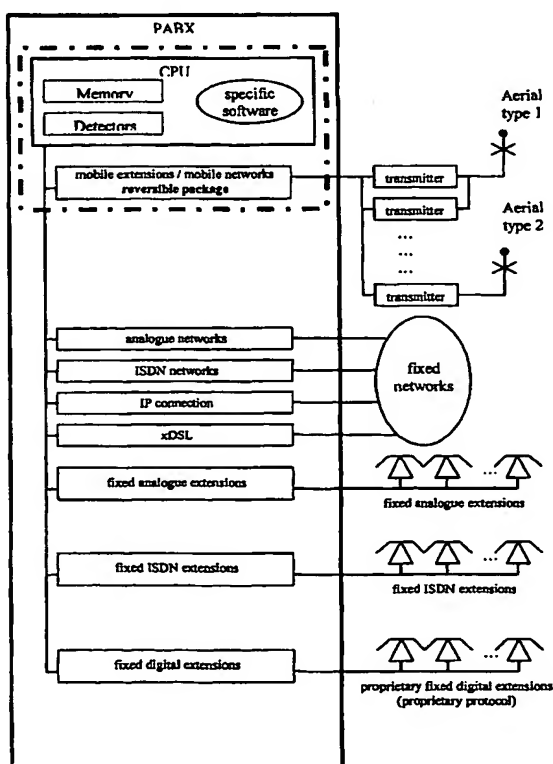 PABX
CPU
Memory
specific
software
Detectors
Aerial
type 1
mobile extensions / mobile networks
reversible package
transmitter
transmitter
Aerial
type 2
...
...
transmitter
analogue networks
ISDN networks
IP connection
xDSL
fixed
networks
fixed analogue extensions
...
fixed analogue extensions
fixed ISDN extensions
...
fixed ISDN extensions
fixed digital extensions
...
proprietary fixed digital extensions
(proprietary protocol)